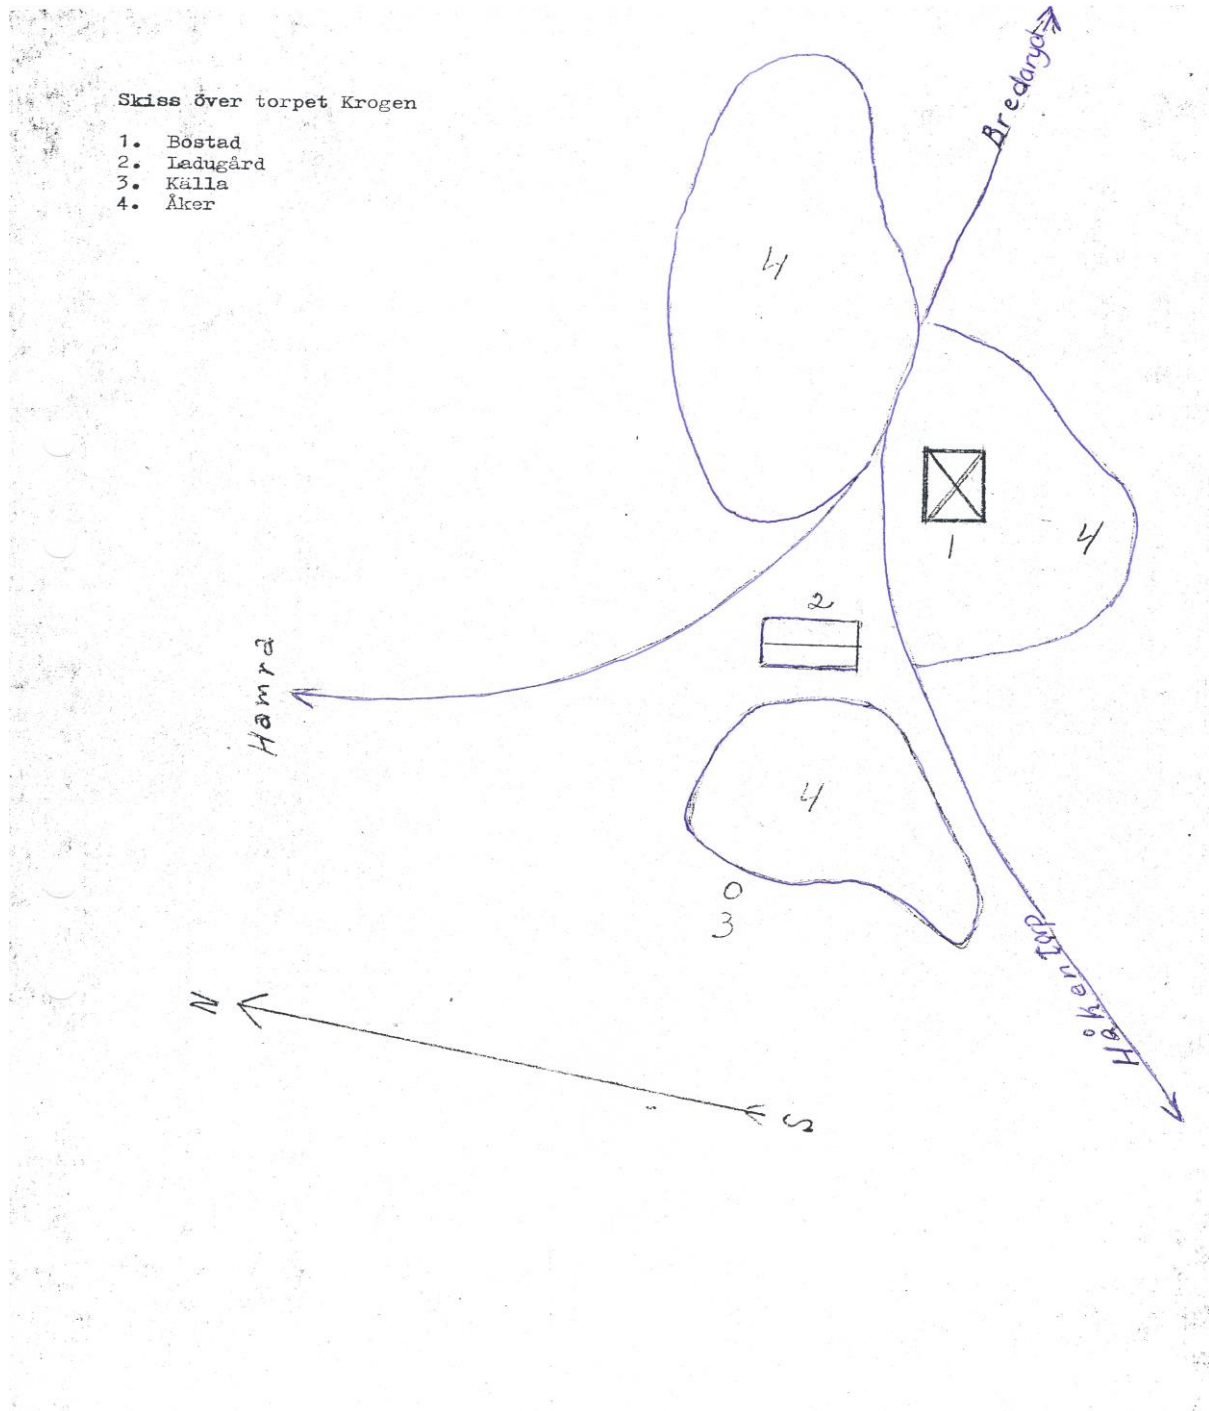 Skiss över torpet Krogen
1. Bostad
2. Ladugård
3. Källa
4. Åker
Bredaryd
4
1
4
2
Hamra
4
3
Håkentorp
N
S